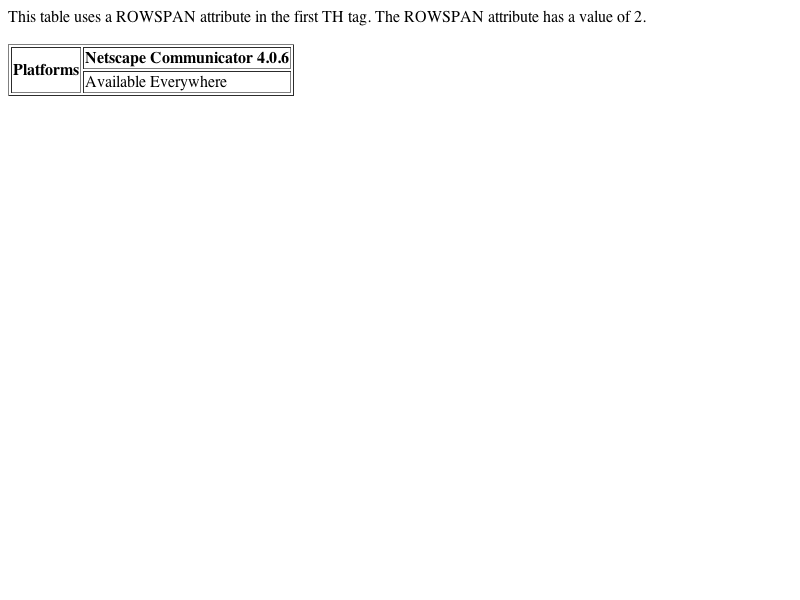 This table uses a ROWSPAN attribute in the first TH tag. The ROWSPAN attribute has a value of 2.
Platforms
Netscape Communicator 4.0.6
Available Everywhere